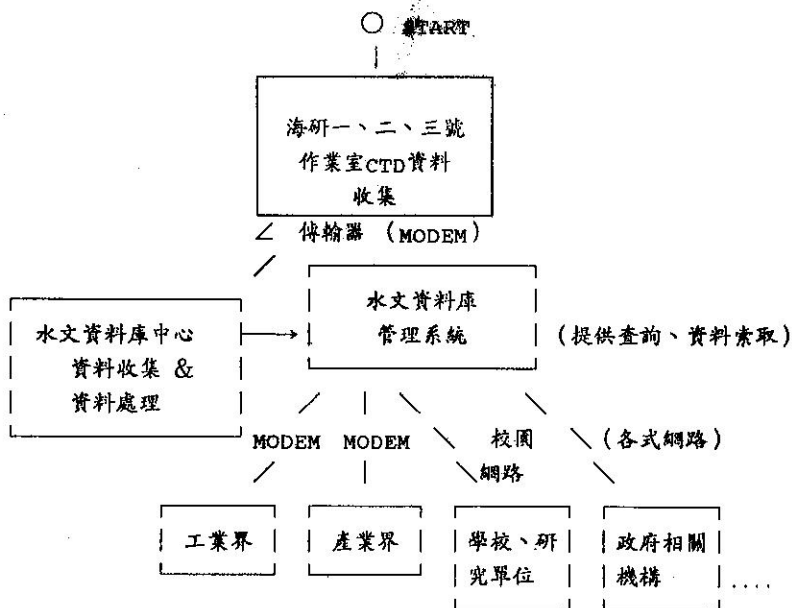 START
海研一、二、三號
作業室CTD資料
收集
傳輸器 (MODEM)
水文資料庫
管理系統
(提供查詢、資料索取)
水文資料庫中心
資料收集 &
資料處理
MODEM MODEM 校園 (各式網路)
網路
工業界
產業界
學校、研
究單位
政府相關
機構
....